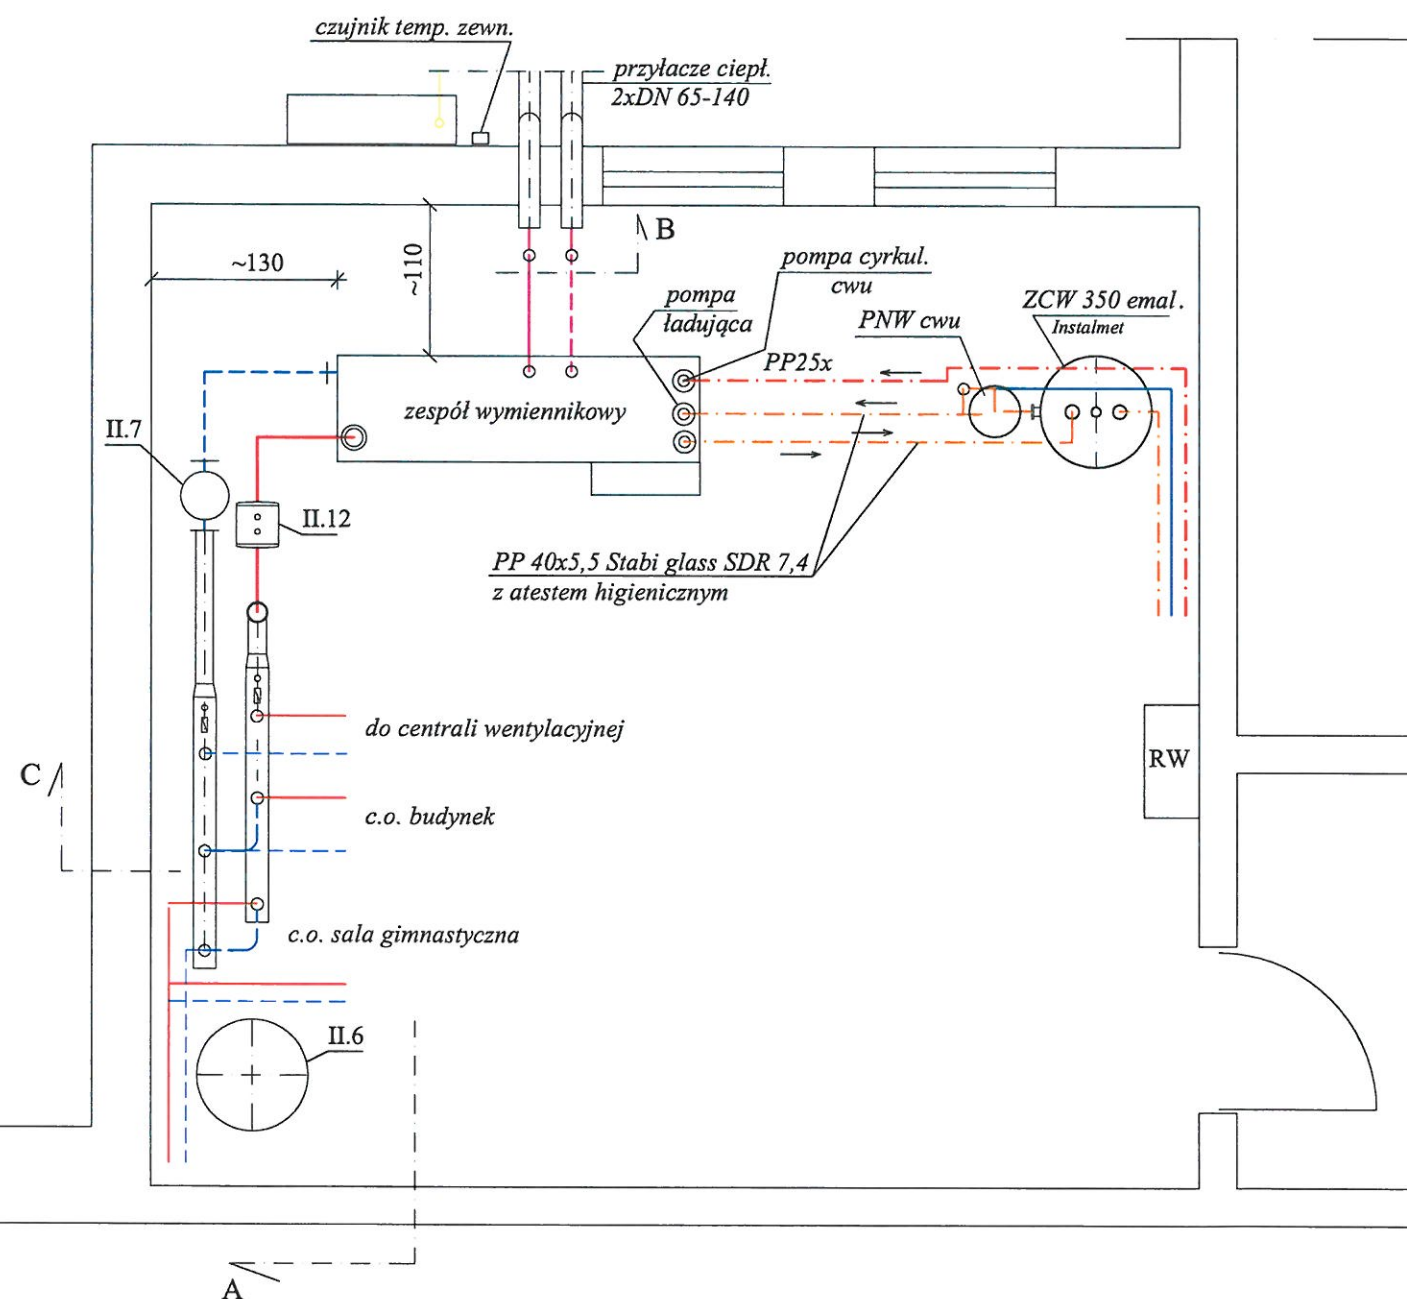 czujnik temp. zewn.
przyłacze ciepł.
2xDN 65-140
B
~130
~110
pompa cyrkul.
cwu
pompa
ładująca
PNW cwu
ZCW 350 emal.
Instalmet
PP25x
zespół wymiennikowy
II.7
II.12
PP 40x5,5 Stabi glass SDR 7,4
z atestem higienicznym
do centrali wentylacyjnej
RW
C
c.o. budynek
c.o. sala gimnastyczna
II.6
A